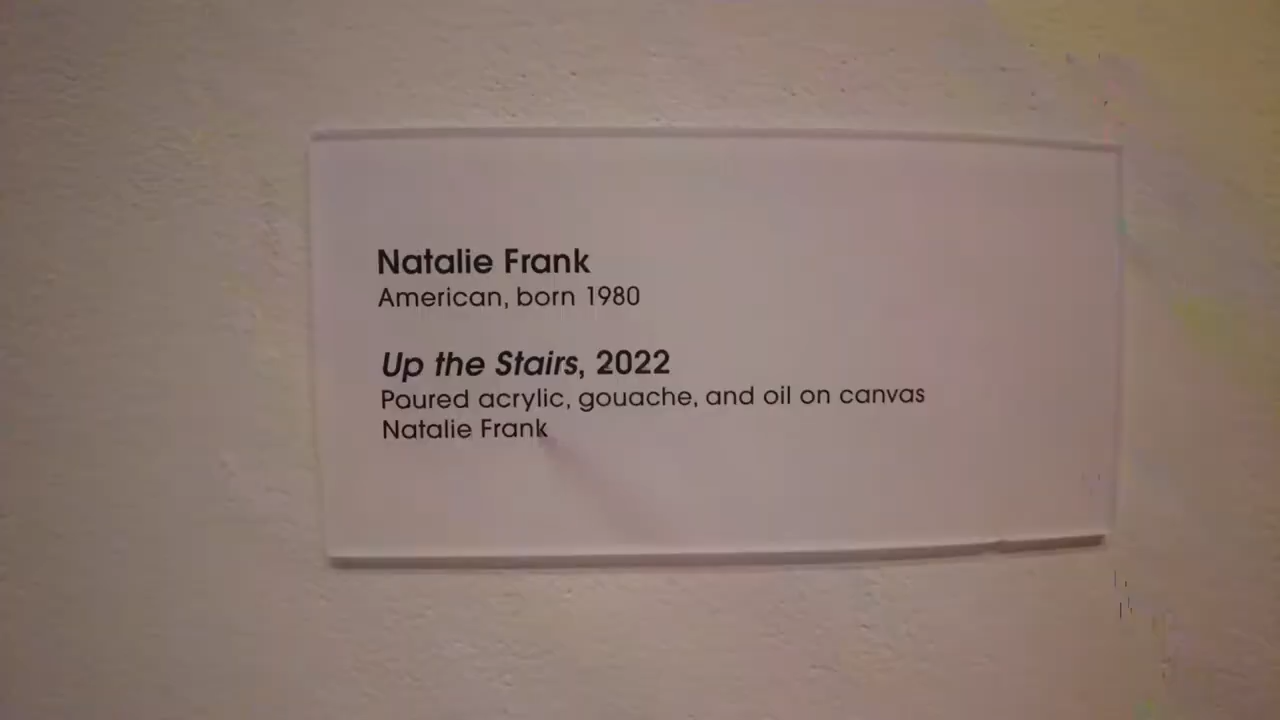 Natalie Frank
American, born 1980
Up the Stairs, 2022
Poured acrylic, gouache, and oil on canvas
Natalie Frank